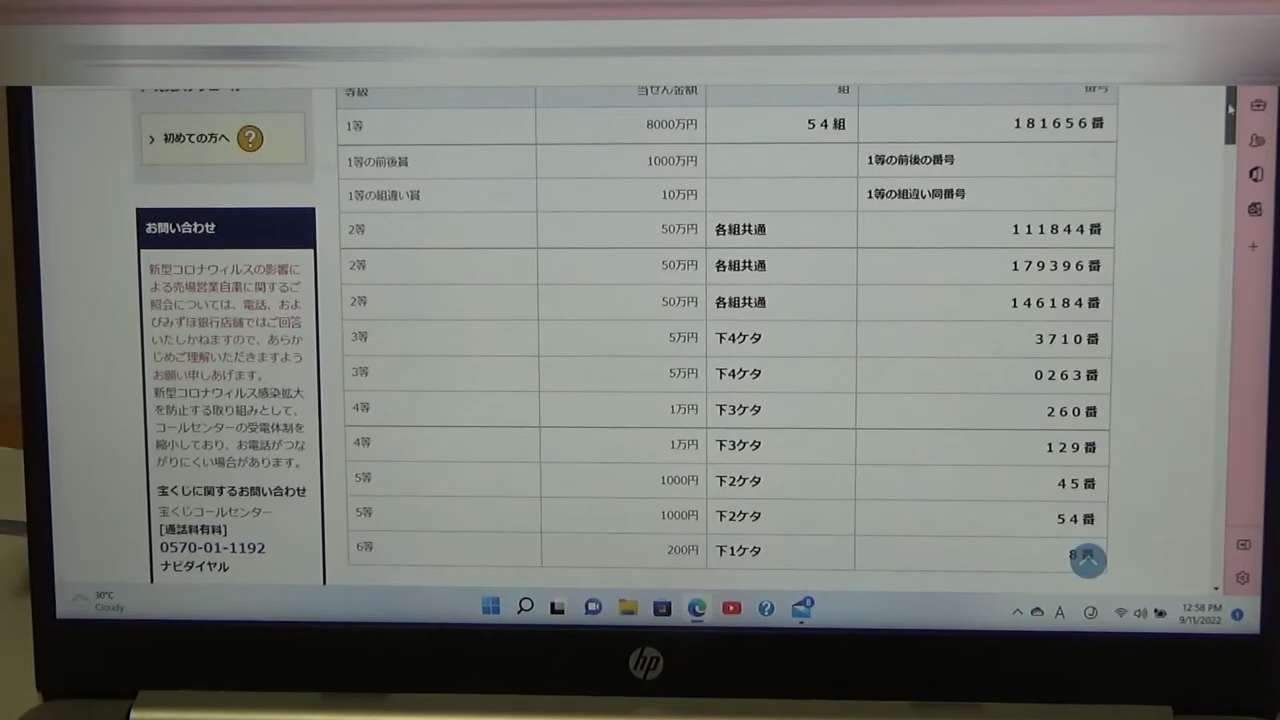 初めての方へ ?
お問い合わせ
新型コロナウィルスの影響に
よる売場営業自粛に関するご
照会については、電話、およ
びみずほ銀行店舗ではご回答
いたしかねますので、あらか
じめご理解いただきますよう
お願い申しあげます。
新型コロナウィルス感染拡大
を防止する取り組みとして、
コールセンターの受電体制を
縮小しており、お電話がつな
がりにくい場合があります。
宝くじに関するお問い合わせ
宝くじコールセンター
[通話料有料]
0570-01-1192
ナビダイヤル
等級 当せん金額 組 番号
1等 8000万円 54組 181656番
1等の前後賞 1000万円 1等の前後の番号
1等の組違い賞 10万円 1等の組違い同番号
2等 50万円 各組共通 111844番
2等 50万円 各組共通 179396番
2等 50万円 各組共通 146184番
3等 5万円 下4ケタ 3710番
3等 5万円 下4ケタ 0263番
4等 1万円 下3ケタ 260番
4等 1万円 下3ケタ 129番
5等 1000円 下2ケタ 45番
5等 1000円 下2ケタ 54番
6等 200円 下1ケタ 8番
30°C
Cloudy
A
12:58 PM
9/11/2022
hp